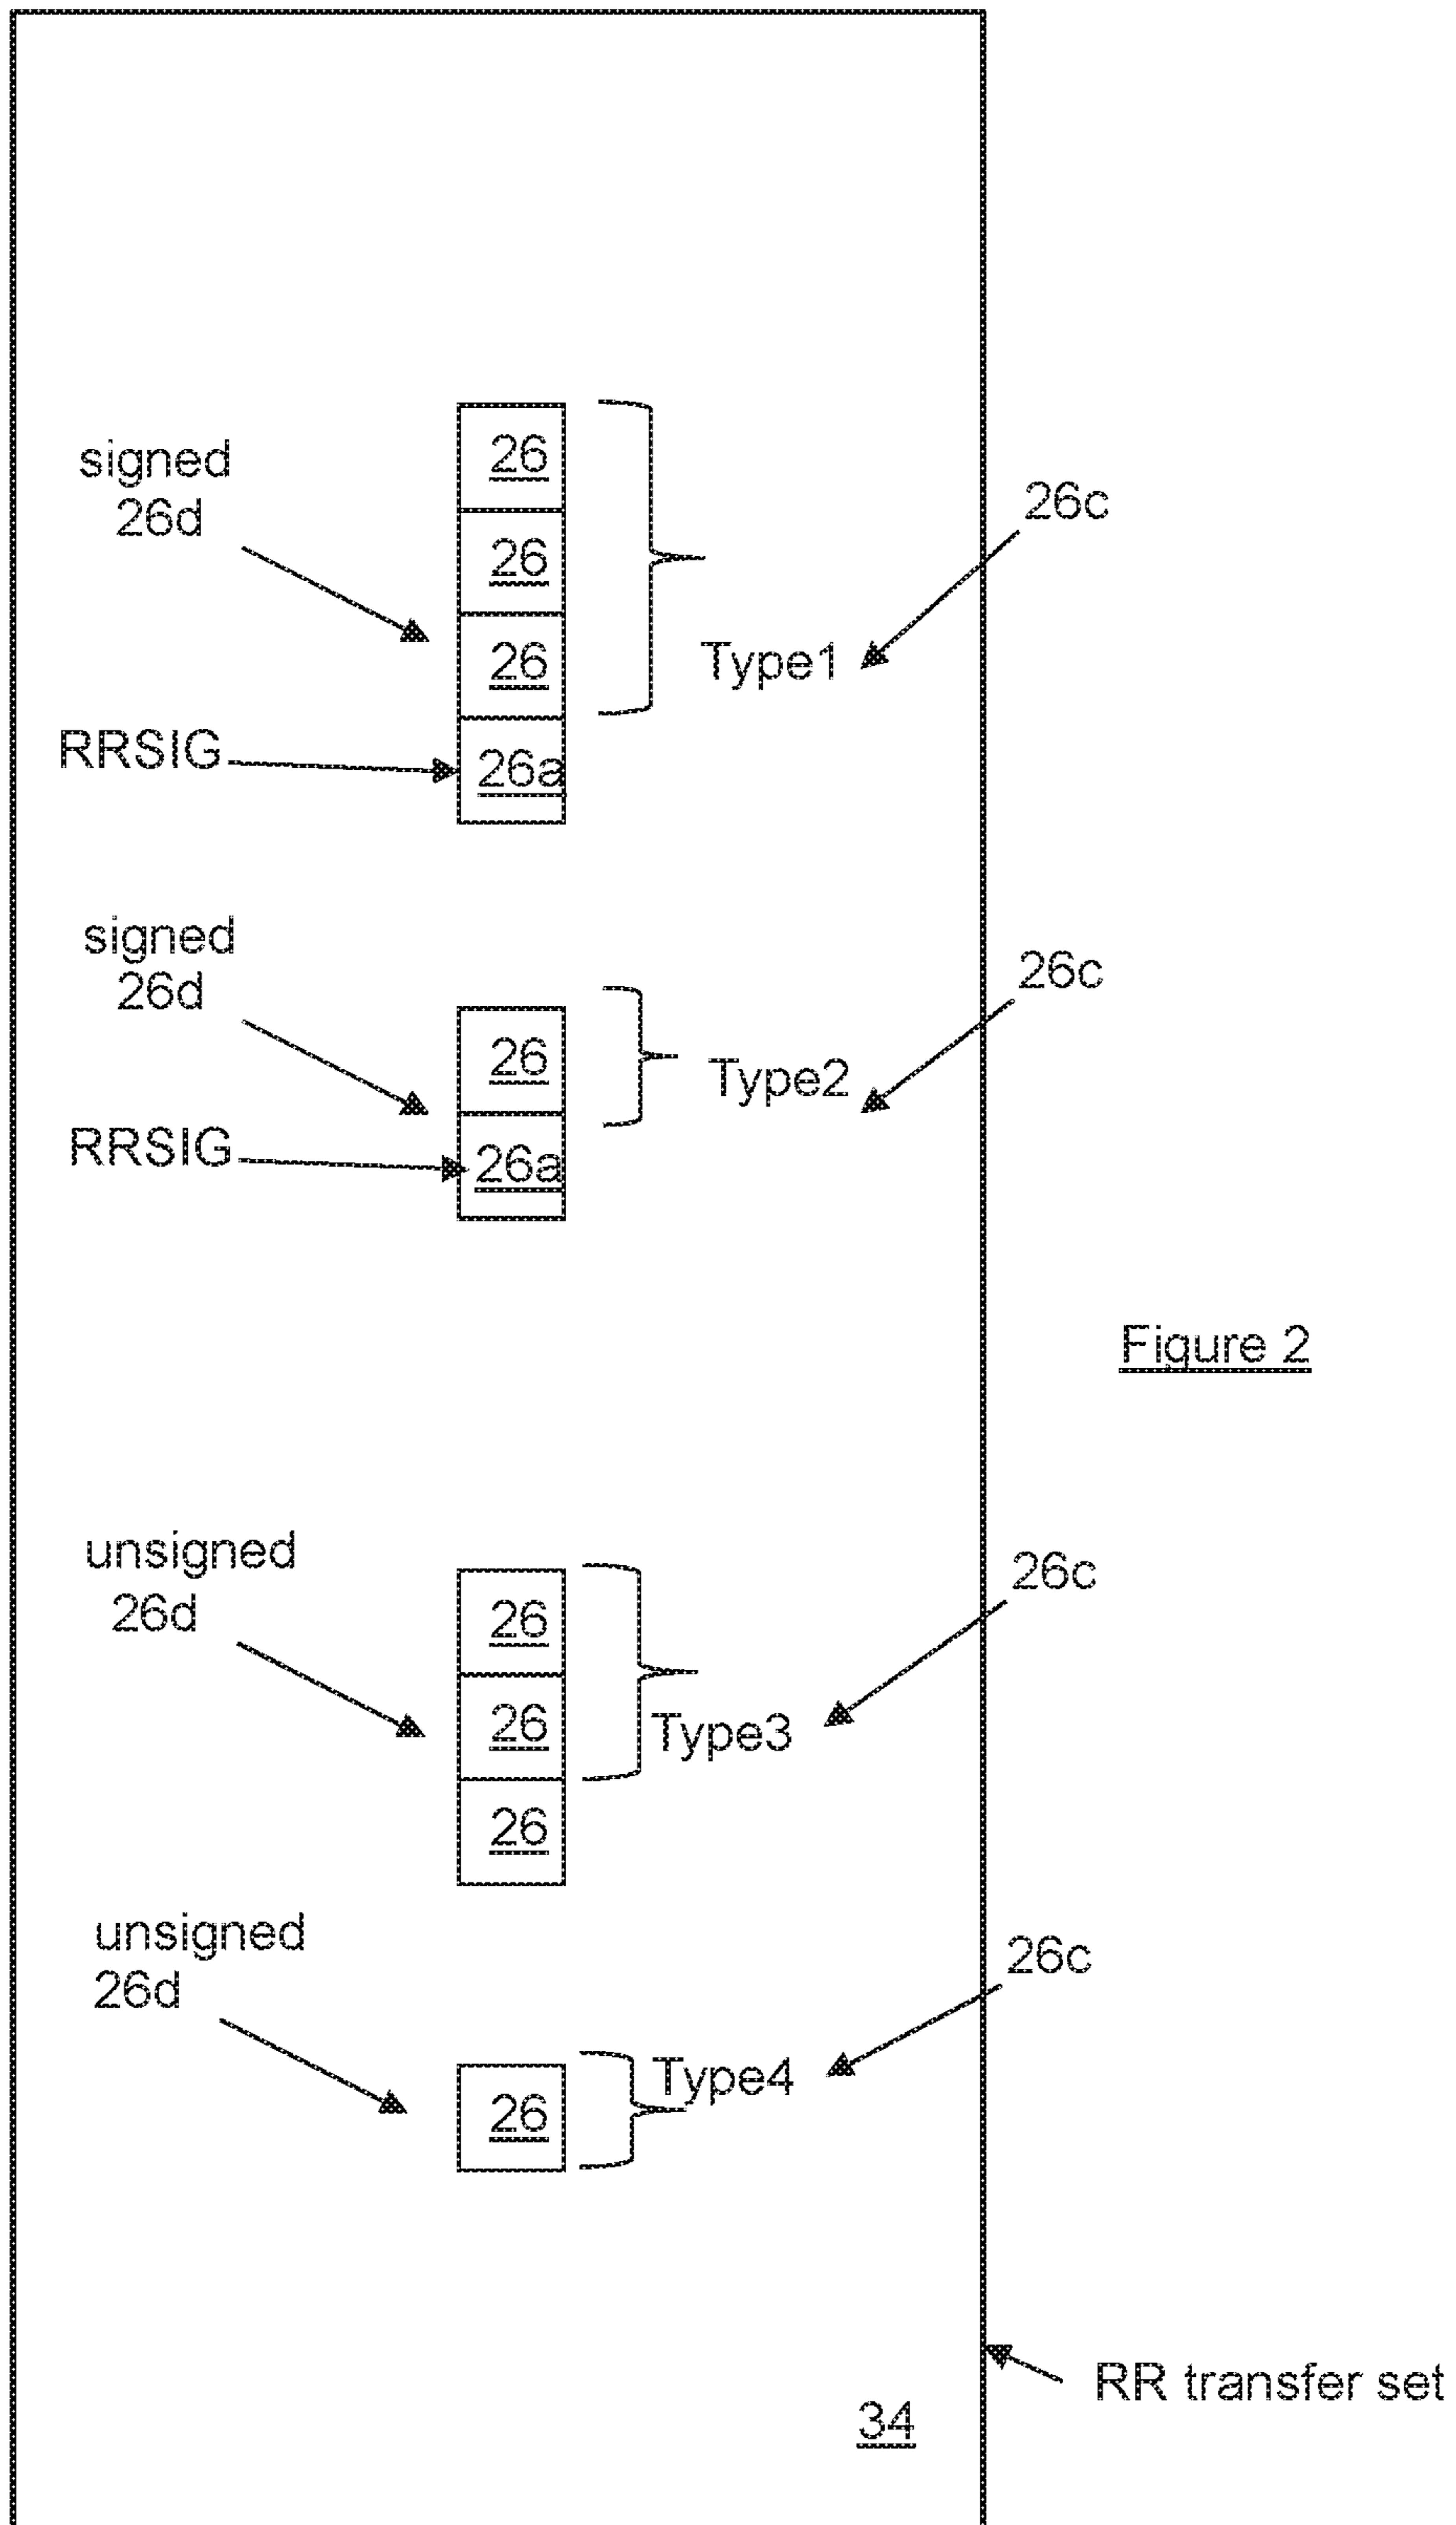 26
signed
26d
26c
26
26
Type1
RRSIG
26a
signed
26d
26c
26
Type2
RRSIG
26a
Figure 2
unsigned
26d
26c
26
26
Type3
26
unsigned
26d
26c
Type4
26
RR transfer set
34